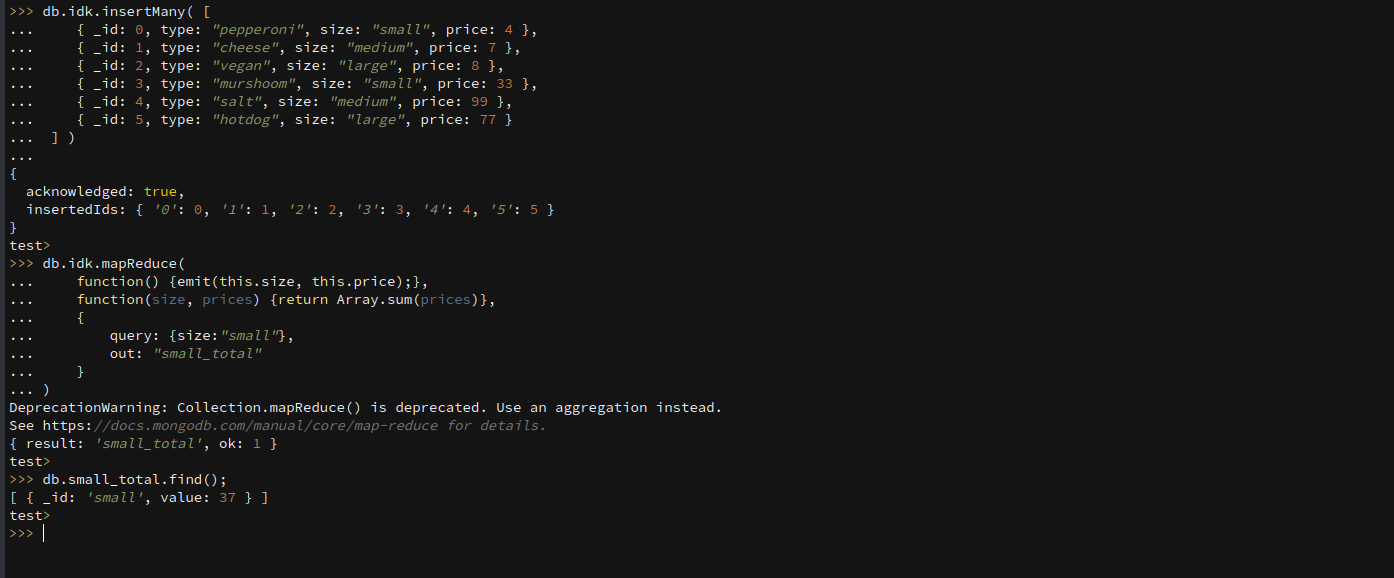 >>> db.idk.insertMany( [
...     { _id: 0, type: "pepperoni", size: "small", price: 4 },
...     { _id: 1, type: "cheese", size: "medium", price: 7 },
...     { _id: 2, type: "vegan", size: "large", price: 8 },
...     { _id: 3, type: "murshoom", size: "small", price: 33 },
...     { _id: 4, type: "salt", size: "medium", price: 99 },
...     { _id: 5, type: "hotdog", size: "large", price: 77 }
...  ] )
...
{
  acknowledged: true,
  insertedIds: { '0': 0, '1': 1, '2': 2, '3': 3, '4': 4, '5': 5 }
}
test>
>>> db.idk.mapReduce(
...     function() {emit(this.size, this.price);},
...     function(size, prices) {return Array.sum(prices)},
...     {
...         query: {size:"small"},
...         out: "small_total"
...     }
... )
DeprecationWarning: Collection.mapReduce() is deprecated. Use an aggregation instead.
See https://docs.mongodb.com/manual/core/map-reduce for details.
{ result: 'small_total', ok: 1 }
test>
>>> db.small_total.find();
[ { _id: 'small', value: 37 } ]
test>
>>>